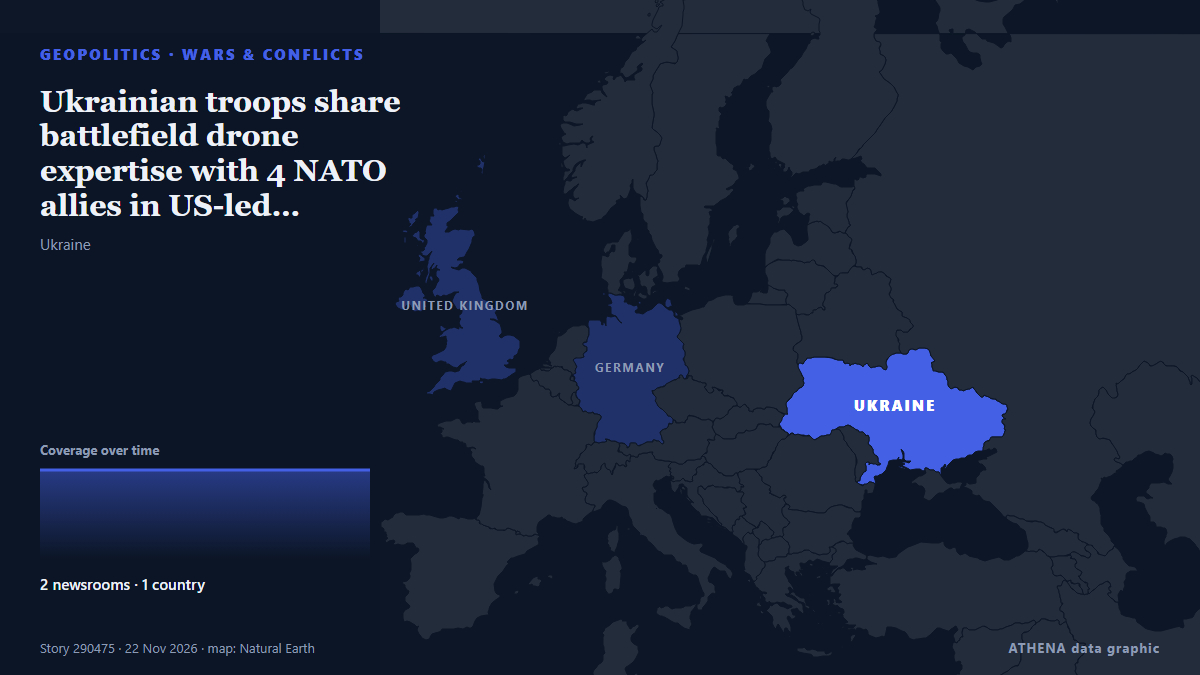 GEOPOLITICS · WARS & CONFLICTS
Ukrainian troops share
battlefield drone
expertise with 4 NATO
allies in US-led...
Ukraine
UNITED KINGDOM
GERMANY
UKRAINE
Coverage over time
2 newsrooms · 1 country
Story 290475 · 22 Nov 2026 · map: Natural Earth
ATHENA data graphic